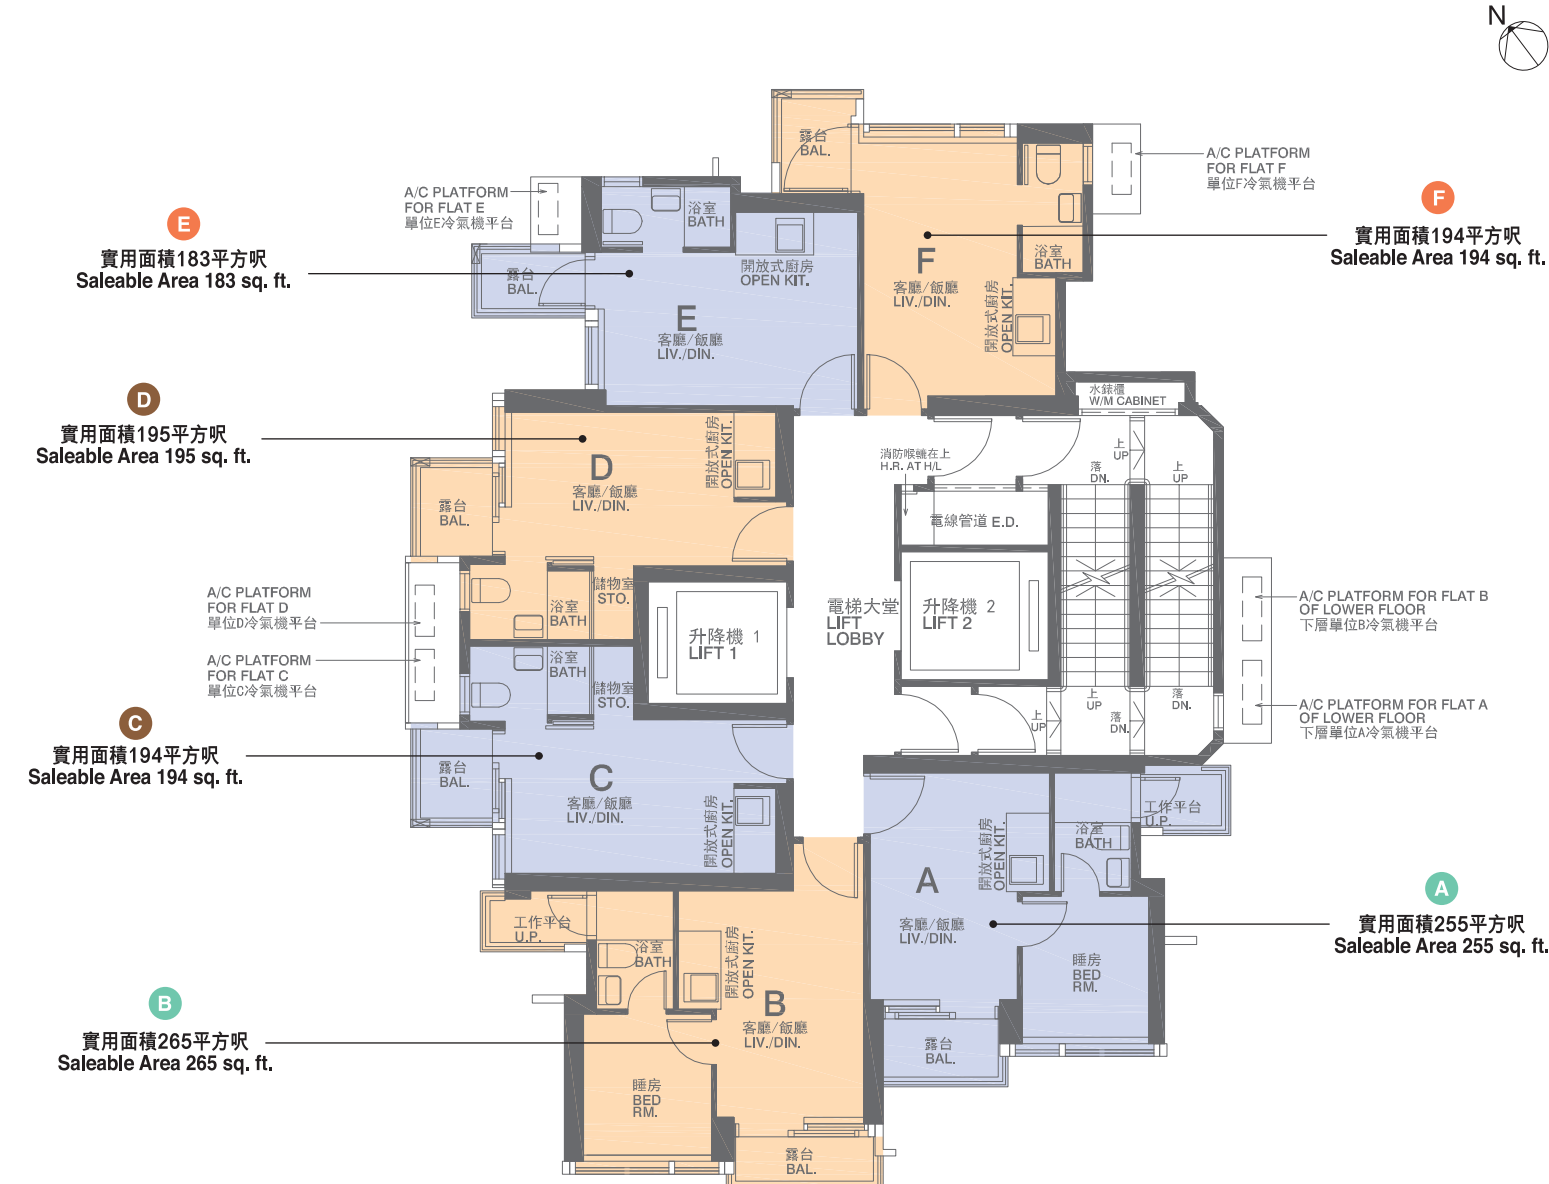 N
露台
BAL.
A/C PLATFORM
FOR FLAT F
單位F冷氣機平台
A/C PLATFORM
FOR FLAT E
單位E冷氣機平台
浴室
BATH
E
實用面積183平方呎
Saleable Area 183 sq. ft.
F
實用面積194平方呎
Saleable Area 194 sq. ft.
浴室
BATH
F
客廳/飯廳
LIV./DIN.
開放式廚房
OPEN KIT.
露台
BAL.
開放式廚房
OPEN KIT.
E
客廳/飯廳
LIV./DIN.
水錶櫃
W/M CABINET
D
實用面積195平方呎
Saleable Area 195 sq. ft.
開放式廚房
OPEN KIT.
D
客廳/飯廳
LIV./DIN.
露台
BAL.
消防喉轆在上
H.R. AT H/L
上
UP
落
DN.
上
UP
電線管道 E.D.
A/C PLATFORM
FOR FLAT D
單位D冷氣機平台
儲物室
STO.
浴室
BATH
電梯大堂
LIFT
LOBBY
升降機 2
LIFT 2
升降機 1
LIFT 1
A/C PLATFORM FOR FLAT B
OF LOWER FLOOR
下層單位B冷氣機平台
A/C PLATFORM
FOR FLAT C
單位C冷氣機平台
浴室
BATH
儲物室
STO.
上
UP
上
UP
落
DN.
落
DN.
A/C PLATFORM FOR FLAT A
OF LOWER FLOOR
下層單位A冷氣機平台
C
實用面積194平方呎
Saleable Area 194 sq. ft.
露台
BAL.
C
客廳/飯廳
LIV./DIN.
開放式廚房
OPEN KIT.
工作平台
U.P.
浴室
BATH
開放式廚房
OPEN KIT.
A
客廳/飯廳
LIV./DIN.
A
實用面積255平方呎
Saleable Area 255 sq. ft.
睡房
BED
RM.
工作平台
U.P.
浴室
BATH
開放式廚房
OPEN KIT.
B
客廳/飯廳
LIV./DIN.
B
實用面積265平方呎
Saleable Area 265 sq. ft.
露台
BAL.
睡房
BED
RM.
露台
BAL.